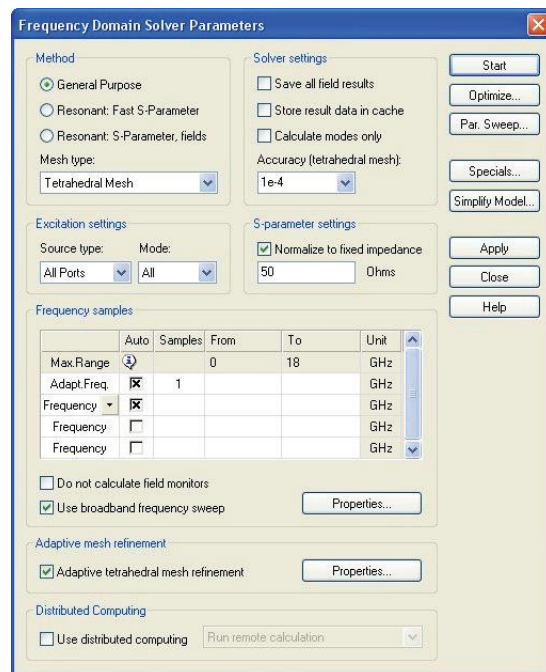 Frequency Domain Solver Parameters
Method
General Purpose
Resonant: Fast S-Parameter
Resonant: S-Parameter, fields
Mesh type:
Tetrahedral Mesh
Solver settings
Save all field results
Store result data in cache
Calculate modes only
Accuracy (tetrahedral mesh):
1e-4
Start
Optimize...
Par. Sweep...
Specials...
Simplify Model...
Apply
Close
Help
Excitation settings
Source type: Mode:
All Ports All
S-parameter settings
Normalize to fixed impedance
50 Ohms
Frequency samples
Auto Samples From To Unit
Max.Range 0 18 GHz
Adapt.Freq. 1 GHz
Frequency GHz
Frequency GHz
Frequency GHz
Do not calculate field monitors
Use broadband frequency sweep
Properties...
Adaptive mesh refinement
Adaptive tetrahedral mesh refinement Properties...
Distributed Computing
Use distributed computing Run remote calculation